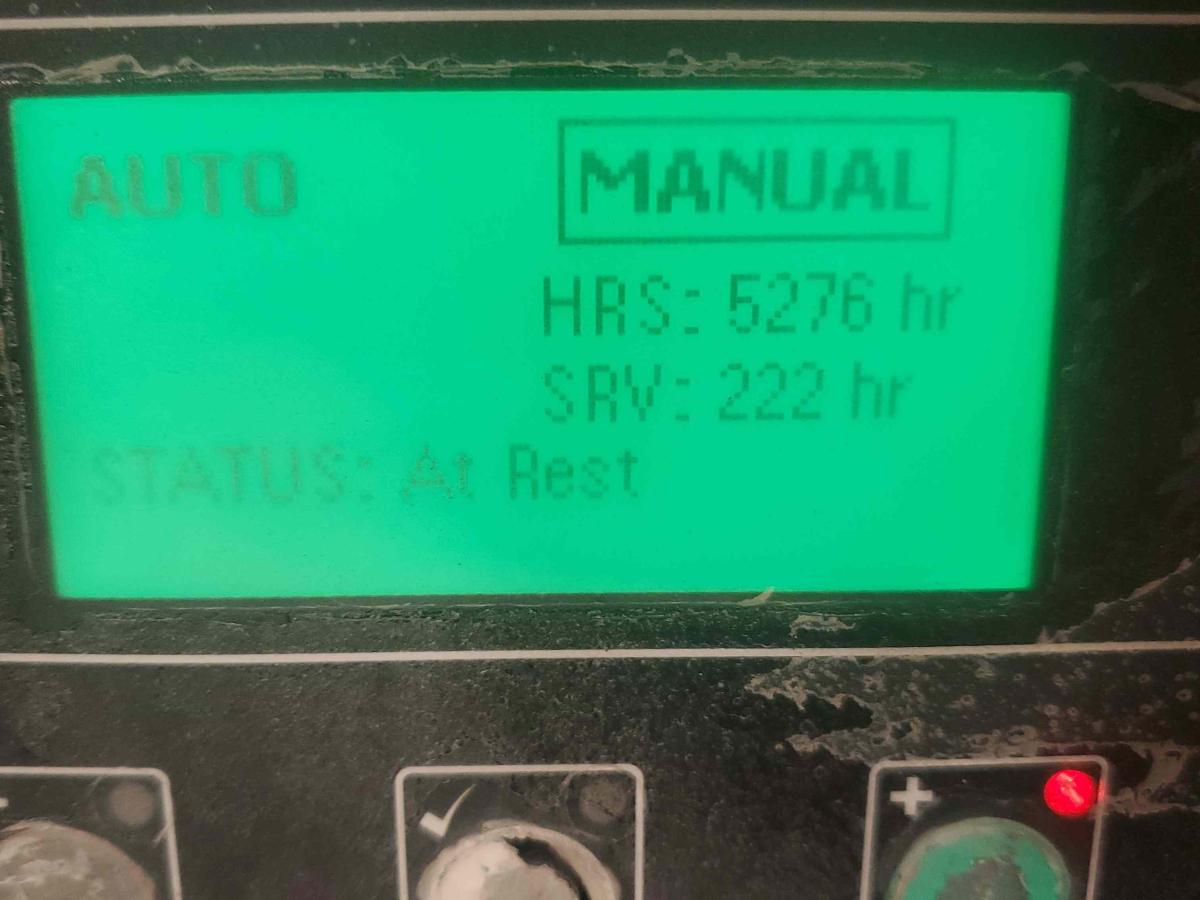 AUTO MANUAL
HRS: 5276 hr
SRV: 222 hr
STATUS: At Rest